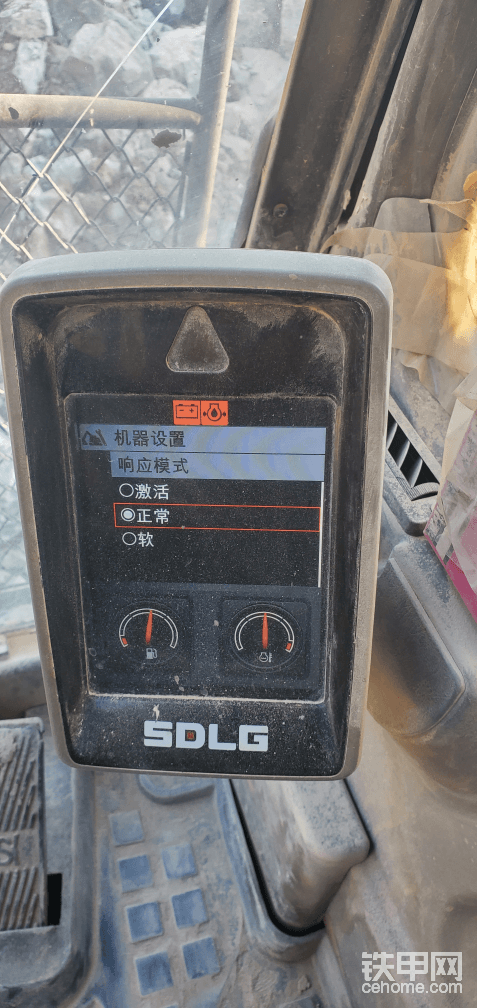 机器设置
响应模式
激活
正常
软
SDLG
铁甲网
cehome.com